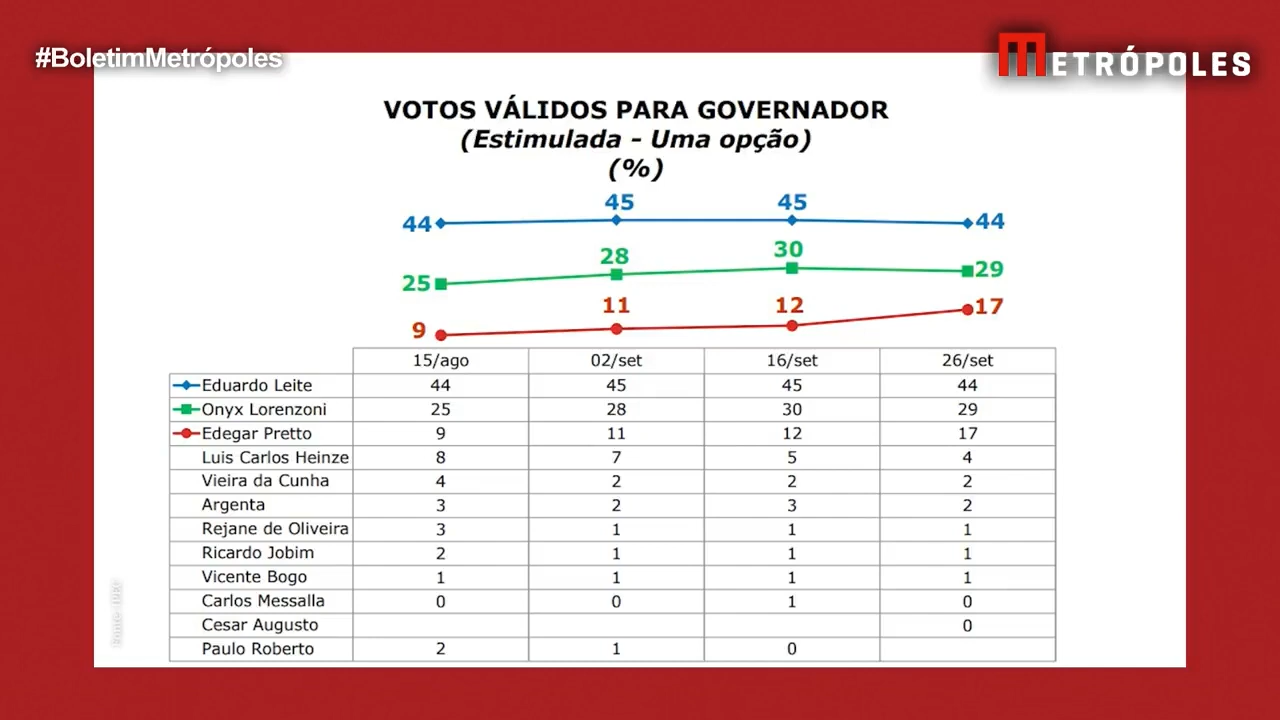 #BoletimMetrópoles
METRÓPOLES
VOTOS VÁLIDOS PARA GOVERNADOR
(Estimulada - Uma opção)
(%)
44 45 45 44
25 28 30 29
9 11 12 17
15/ago 02/set 16/set 26/set
Eduardo Leite 44 45 45 44
Onyx Lorenzoni 25 28 30 29
Edegar Pretto 9 11 12 17
Luis Carlos Heinze 8 7 5 4
Vieira da Cunha 4 2 2 2
Argenta 3 2 3 2
Rejane de Oliveira 3 1 1 1
Ricardo Jobim 2 1 1 1
Vicente Bogo 1 1 1 1
Carlos Messalla 0 0 1 0
Cesar Augusto 0
Paulo Roberto 2 1 0
Fonte: IPEC